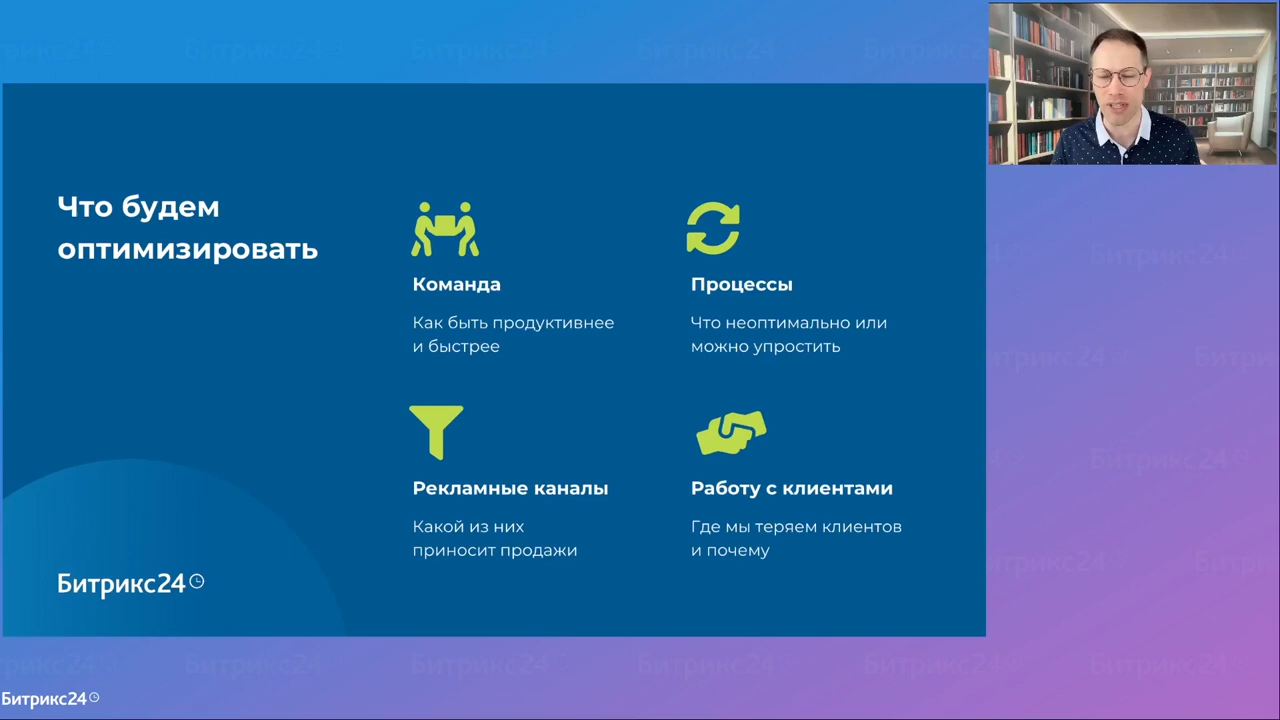 Что будем
оптимизировать
Команда
Как быть продуктивнее
и быстрее
Процессы
Что неоптимально или
можно упростить
Рекламные каналы
Какой из них
приносит продажи
Работу с клиентами
Где мы теряем клиентов
и почему
Битрикс24
Битрикс24